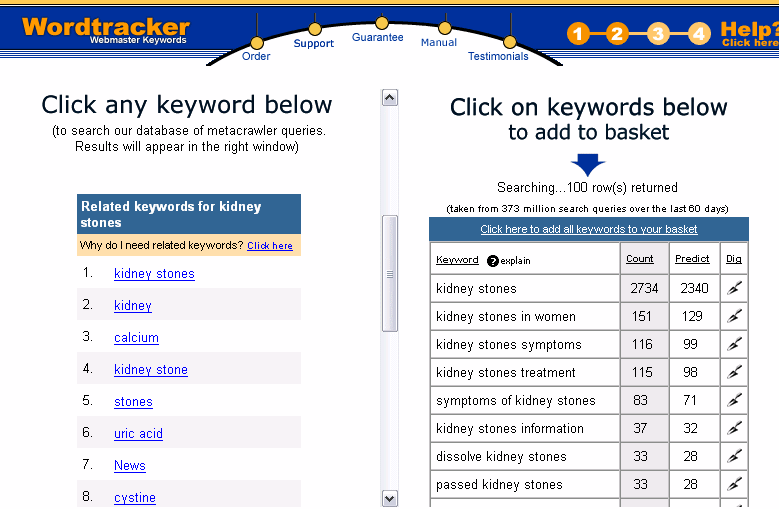 Wordtracker
Webmaster Keywords
Order
Support
Guarantee
Manual
Testimonials
1 2 3 4
Help?
Click here
Click any keyword below
(to search our database of metacrawler queries.
Results will appear in the right window)
Related keywords for kidney
stones
Why do I need related keywords? Click here
1. kidney stones
2. kidney
3. calcium
4. kidney stone
5. stones
6. uric acid
7. News
8. cystine
Click on keywords below
to add to basket
Searching...100 row(s) returned
(taken from 373 million search queries over the last 60 days)
Click here to add all keywords to your basket
Keyword ? explain Count Predict Dig
kidney stones 2734 2340
kidney stones in women 151 129
kidney stones symptoms 116 99
kidney stones treatment 115 98
symptoms of kidney stones 83 71
kidney stones information 37 32
dissolve kidney stones 33 28
passed kidney stones 33 28